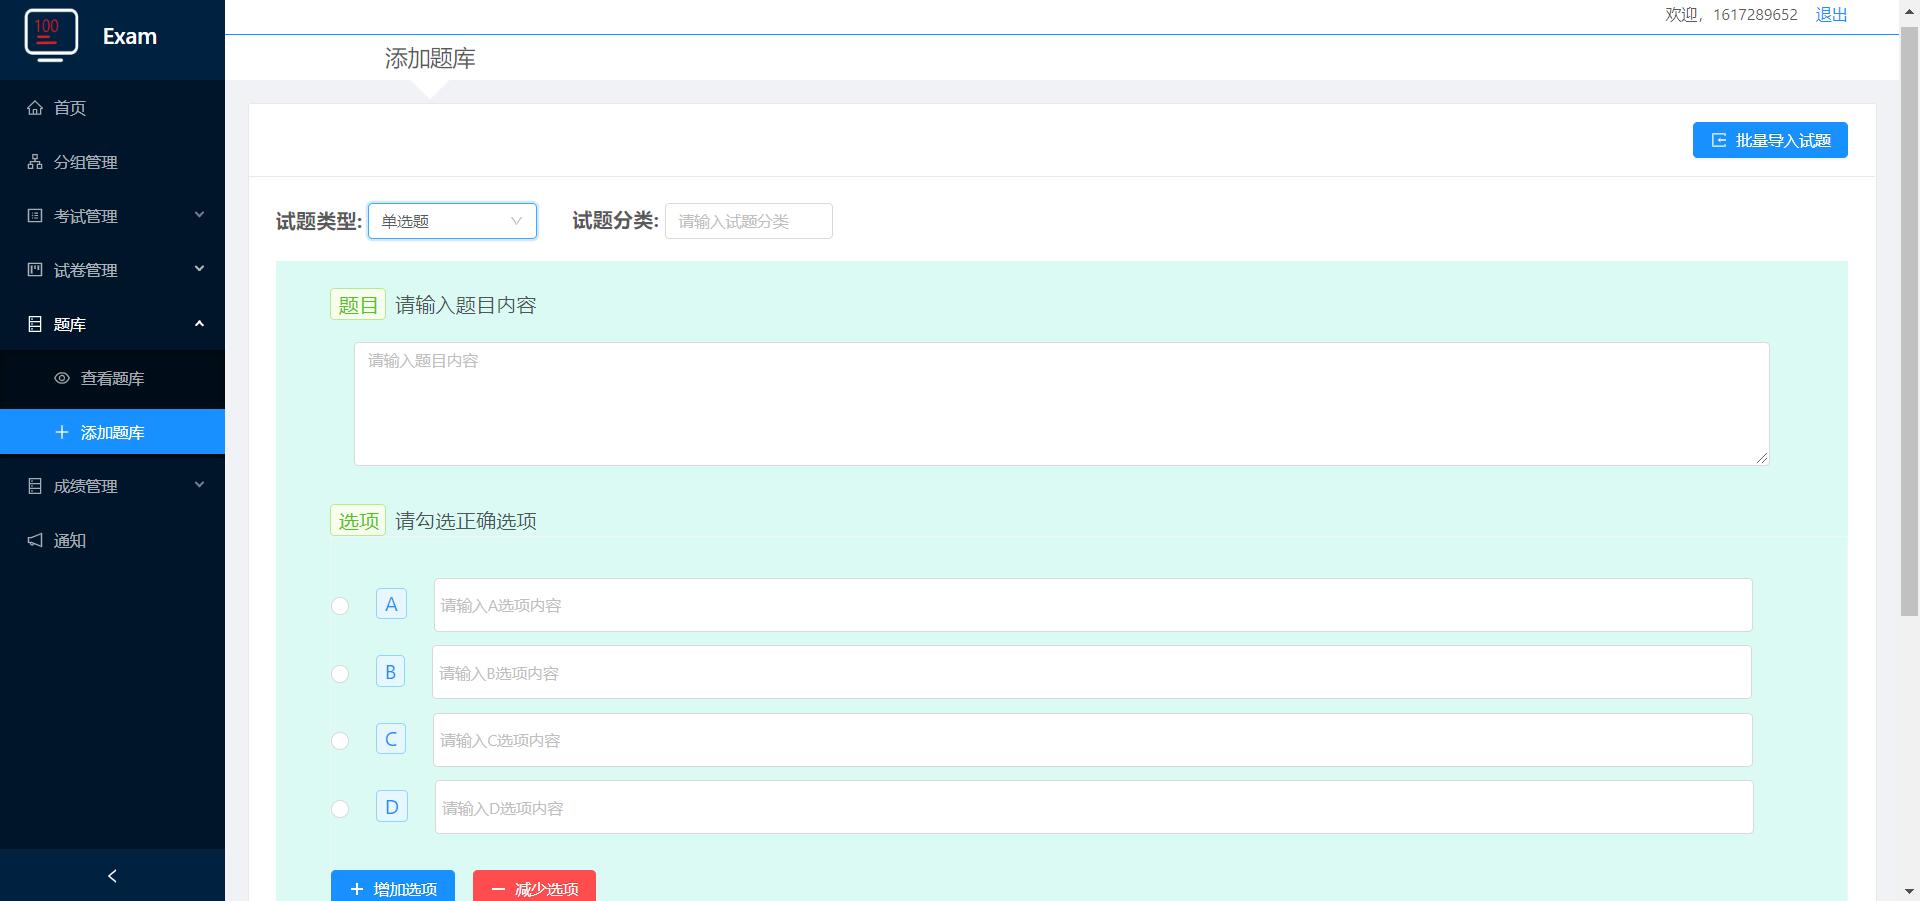 100
Exam
欢迎，1617289652 退出
添加题库
首页
分组管理
考试管理
试卷管理
题库
查看题库
添加题库
成绩管理
通知
批量导入试题
试题类型: 单选题 试题分类: 请输入试题分类
题目 请输入题目内容
请输入题目内容
选项 请勾选正确选项
A 请输入A选项内容
B 请输入B选项内容
C 请输入C选项内容
D 请输入D选项内容
增加选项 减少选项